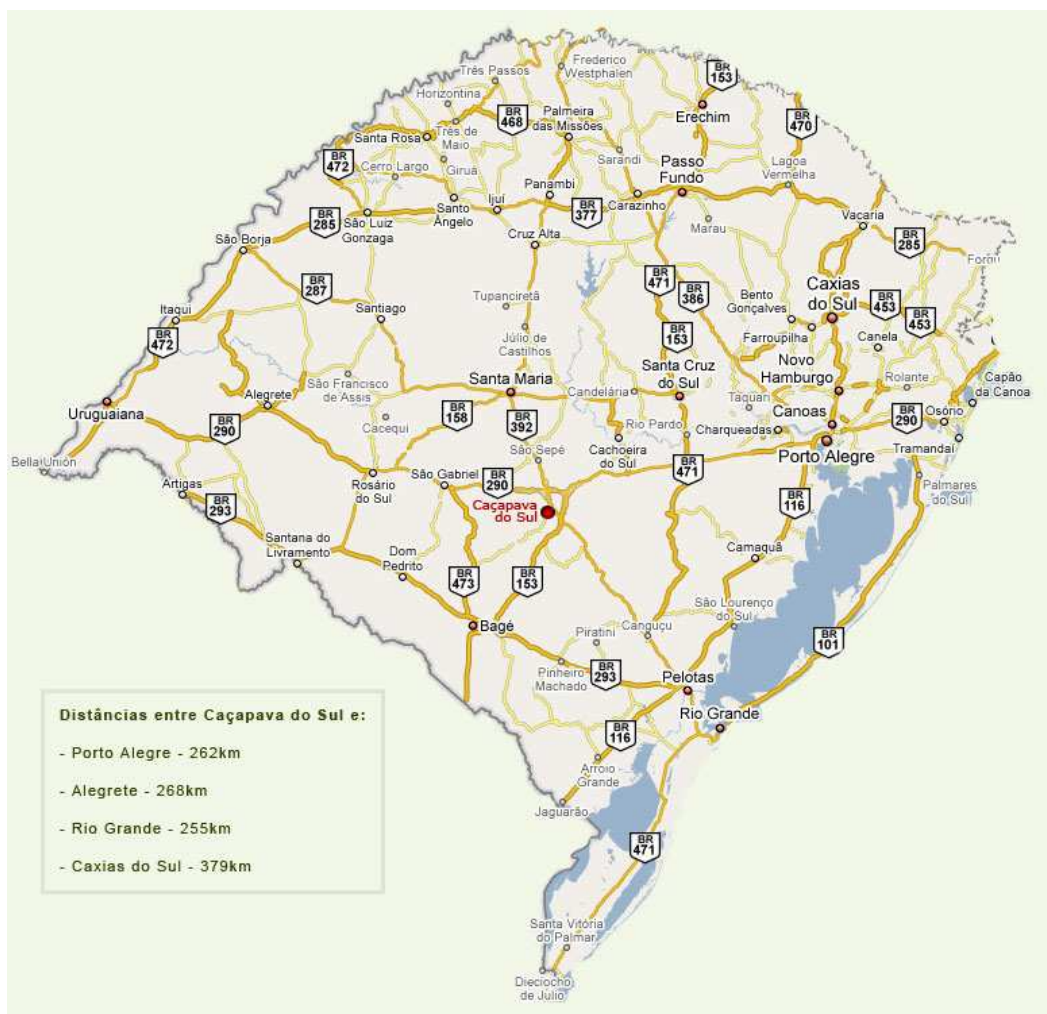 Frederico
Westphalen
BR
153
Três Passos
Horizontina
BR
468
Palmeira
das Missões
Erechim
BR
470
Santa Rosa
Três de
Maio
Sarandi
Passo
Fundo
Lagoa
Vermelha
BR
472
Cerro Largo
Giruá
Panambi
Carazinho
BR
285
São Luiz
Gonzaga
Santo
Ângelo
Ijuí
BR
377
Marau
Vacaria
São Borja
Cruz Alta
BR
285
BR
287
BR
471
BR
386
Caxias
do Sul
Tupanciretã
Bento
Gonçalves
BR
453
BR
453
Itaqui
Santiago
BR
472
Júlio de
Castilhos
BR
153
Farroupilha
Canela
São Francisco
de Assis
Santa Maria
Santa Cruz
do Sul
Novo
Hamburgo
Rolante
Capão
da Canoa
Uruguaiana
Alegrete
Candelária
Taquari
BR
290
Cacequi
BR
158
BR
392
Rio Pardo
Canoas
Charqueadas
BR
290
Osório
Bella Unión
São Sepé
Cachoeira
do Sul
Porto Alegre
Tramandaí
Artigas
Rosário
do Sul
São Gabriel
BR
290
BR
471
Palmares
do Sul
BR
293
Caçapava
do Sul
BR
116
Santana do
Livramento
Dom
Pedrito
Camaquã
BR
473
BR
153
São Lourenço
do Sul
Bagé
Piratini
Canguçu
BR
101
Pinheiro
Machado
BR
293
Pelotas
Rio Grande
BR
116
Arroio
Grande
Jaguarão
BR
471
Santa Vitória
do Palmar
Dieciocho
de Júlio
Distâncias entre Caçapava do Sul e:
- Porto Alegre - 262km
- Alegrete - 268km
- Rio Grande - 255km
- Caxias do Sul - 379km